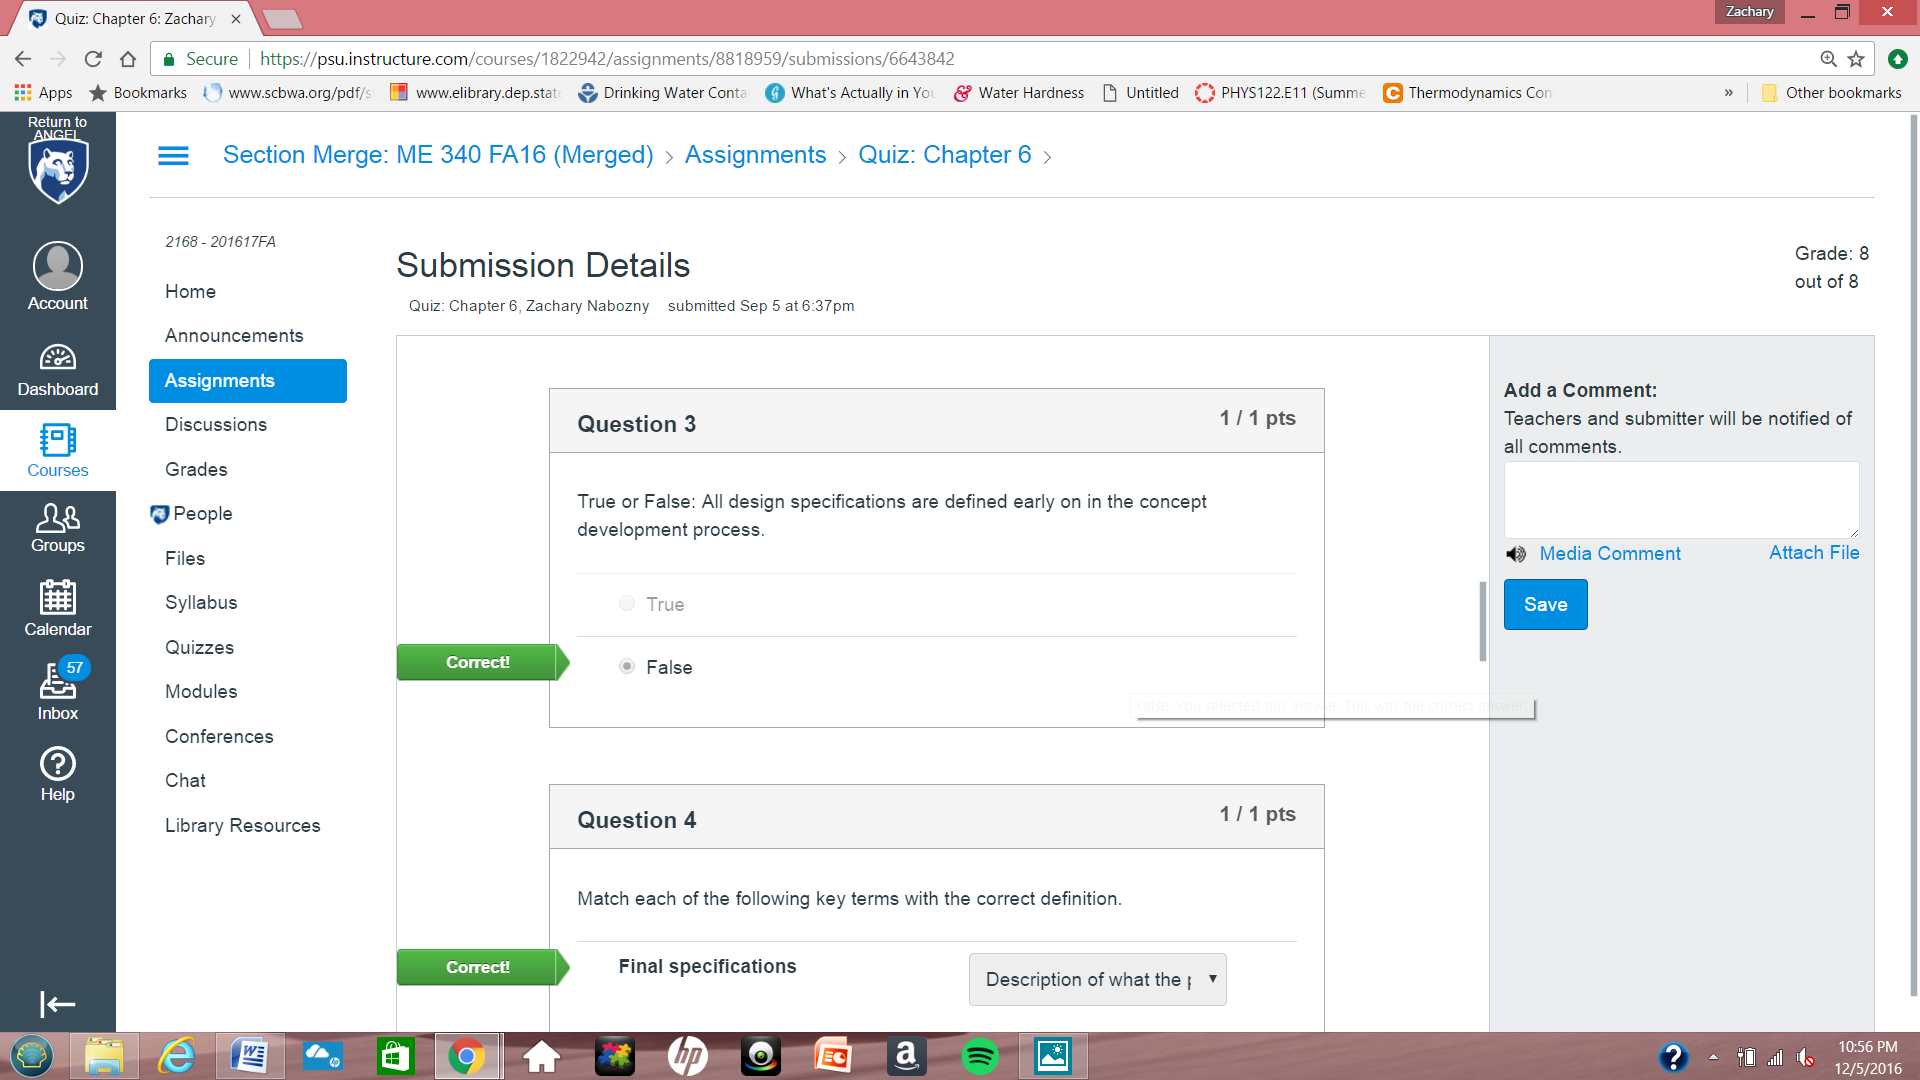 Quiz: Chapter 6: Zachary
Zachary
Secure
https://psu.instructure.com/courses/1822942/assignments/8818959/submissions/6643842
Apps
Bookmarks
www.scbwa.org/pdf/s
www.elibrary.dep.stat
Drinking Water Conta
What's Actually in Yo
Water Hardness
Untitled
PHYS122.E11 (Summe
Thermodynamics Con
»
Other bookmarks
Return to
ANGEL
Account
Dashboard
Courses
Groups
Calendar
57
Inbox
Help
Section Merge: ME 340 FA16 (Merged) > Assignments > Quiz: Chapter 6 >
2168 - 201617FA
Home
Announcements
Assignments
Discussions
Grades
People
Files
Syllabus
Quizzes
Modules
Conferences
Chat
Library Resources
Submission Details
Quiz: Chapter 6, Zachary Nabozny submitted Sep 5 at 6:37pm
Grade: 8
out of 8
Question 3
1 / 1 pts
True or False: All design specifications are defined early on in the concept
development process.
True
Correct!
False
False. You selected this answer. This was the correct answer.
Question 4
1 / 1 pts
Match each of the following key terms with the correct definition.
Correct!
Final specifications
Description of what the p
Add a Comment:
Teachers and submitter will be notified of
all comments.
Media Comment
Attach File
Save
hp
10:56 PM
12/5/2016